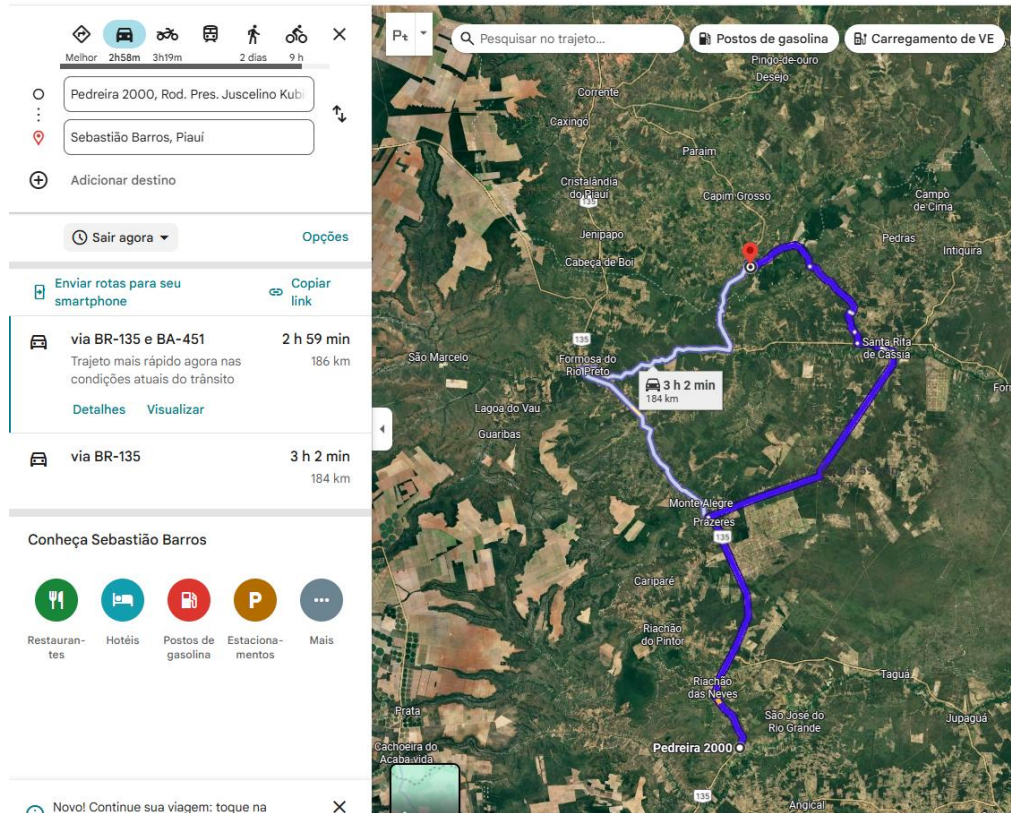 Melhor
2h58m
3h19m
2 dias
9 h
Pedreira 2000, Rod. Pres. Juscelino Kubi
Sebastião Barros, Piauí
Adicionar destino
Sair agora
Opções
Enviar rotas para seu
smartphone
Copiar
link
via BR-135 e BA-451
2 h 59 min
Trajeto mais rápido agora nas
condições atuais do trânsito
186 km
Detalhes
Visualizar
via BR-135
3 h 2 min
184 km
Conheça Sebastião Barros
Restauran-
tes
Hotéis
Postos de
gasolina
P
Estaciona-
mentos
Mais
Novo! Continue sua viagem: toque na
Pesquisar no trajeto...
Postos de gasolina
Carregamento de VE
Pingo-de-ouro
Desejo
Corrente
Caxingó
Paraim
Cristalândia
do Piauí
135
Capim Grosso
Campo
de Cima
Jenipapo
Pedras
Intiquira
Cabeça de Boi
135
São Marcelo
Formosa do
Rio Preto
Santa Rita
de Cássia
3 h 2 min
184 km
Lagoa do Vau
Guaribas
Monte Alegre
Prazeres
135
Cariparé
Riachão
do Pintor
Taguá
Riachão
das Neves
Prata
São José do
Rio Grande
Jupaguá
Cachoeira do
Acaba vida
Pedreira 2000
135
Angical